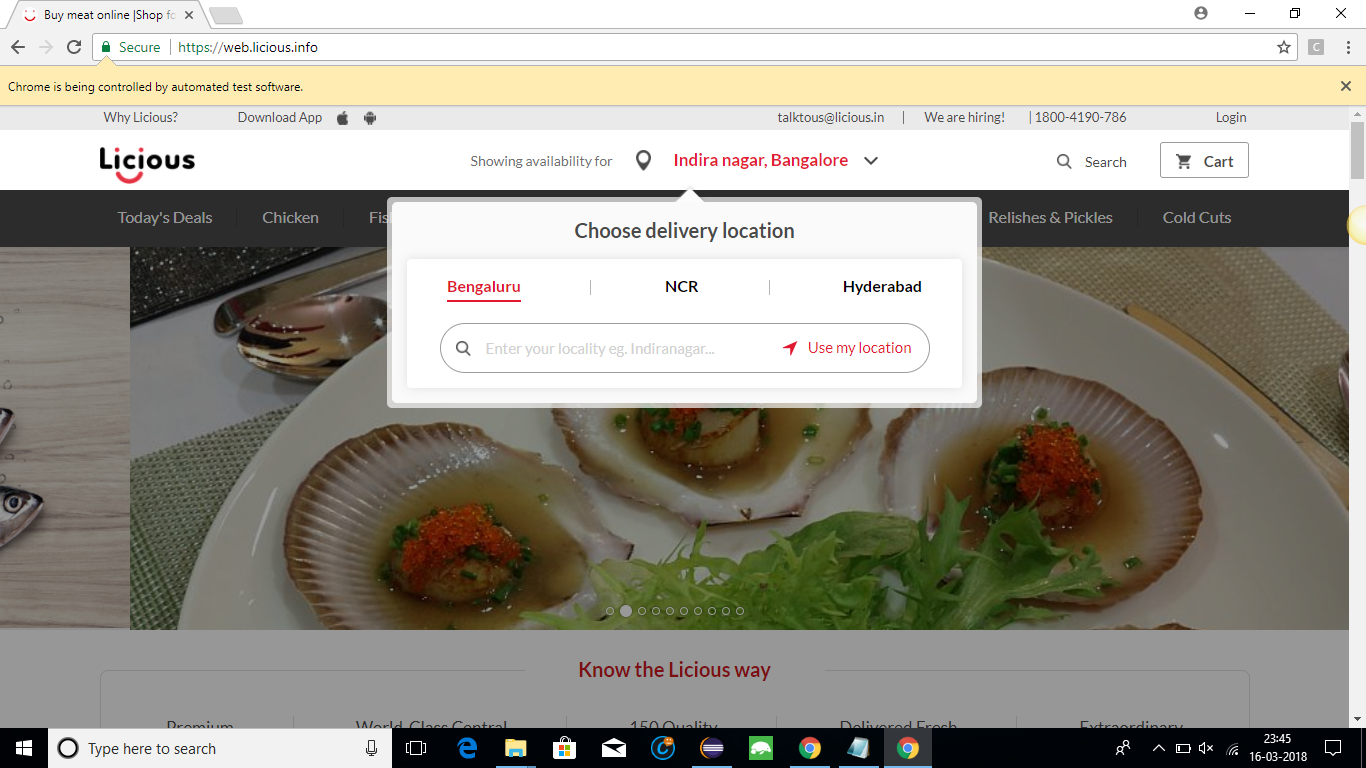 Buy meat online |Shop fo
Secure https://web.licious.info
C
Chrome is being controlled by automated test software.
Why Licious? Download App talktous@licious.in | We are hiring! | 1800-4190-786 Login
Licious Showing availability for Indira nagar, Bangalore Search Cart
Today's Deals Chicken Fis Relishes & Pickles Cold Cuts
Choose delivery location
Bengaluru NCR Hyderabad
Enter your locality eg. Indiranagar... Use my location
Know the Licious way
Premium World-Class Central 150 Quality Delivered Fresh Extraordinary
Type here to search
23:45
16-03-2018